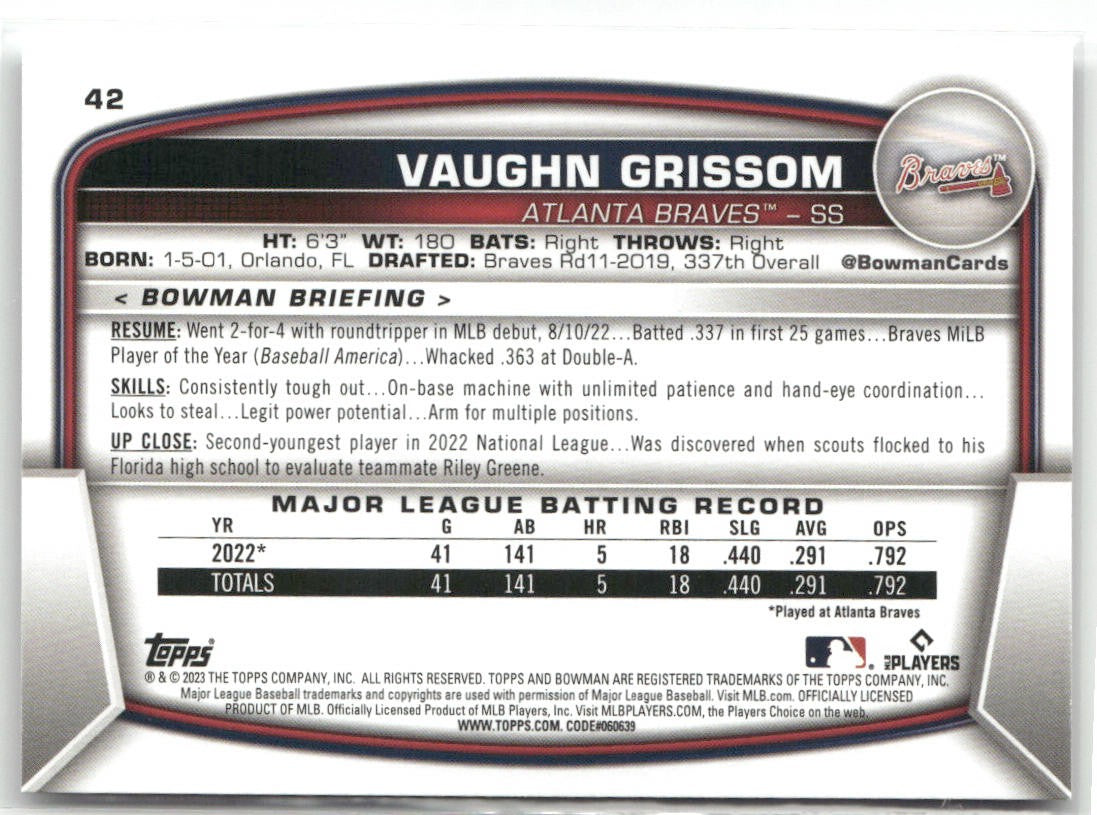 42
Braves™
VAUGHN GRISSOM
ATLANTA BRAVES™ – SS
HT: 6'3" WT: 180 BATS: Right THROWS: Right
BORN: 1-5-01, Orlando, FL DRAFTED: Braves Rd11-2019, 337th Overall @BowmanCards
< BOWMAN BRIEFING >
RESUME: Went 2-for-4 with roundtripper in MLB debut, 8/10/22...Batted .337 in first 25 games...Braves MiLB
Player of the Year (Baseball America)...Whacked .363 at Double-A.
SKILLS: Consistently tough out...On-base machine with unlimited patience and hand-eye coordination...
Looks to steal...Legit power potential...Arm for multiple positions.
UP CLOSE: Second-youngest player in 2022 National League...Was discovered when scouts flocked to his
Florida high school to evaluate teammate Riley Greene.
MAJOR LEAGUE BATTING RECORD
YR G AB HR RBI SLG AVG OPS
2022* 41 141 5 18 .440 .291 .792
TOTALS 41 141 5 18 .440 .291 .792
*Played at Atlanta Braves
Topps®
MLB PLAYERS
® & © 2023 THE TOPPS COMPANY, INC. ALL RIGHTS RESERVED. TOPPS AND BOWMAN ARE REGISTERED TRADEMARKS OF THE TOPPS COMPANY, INC.
Major League Baseball trademarks and copyrights are used with permission of Major League Baseball. Visit MLB.com. OFFICIALLY LICENSED
PRODUCT OF MLB. Officially Licensed Product of MLB Players, Inc. Visit MLBPLAYERS.COM, the Players Choice on the web.
WWW.TOPPS.COM. CODE#060639